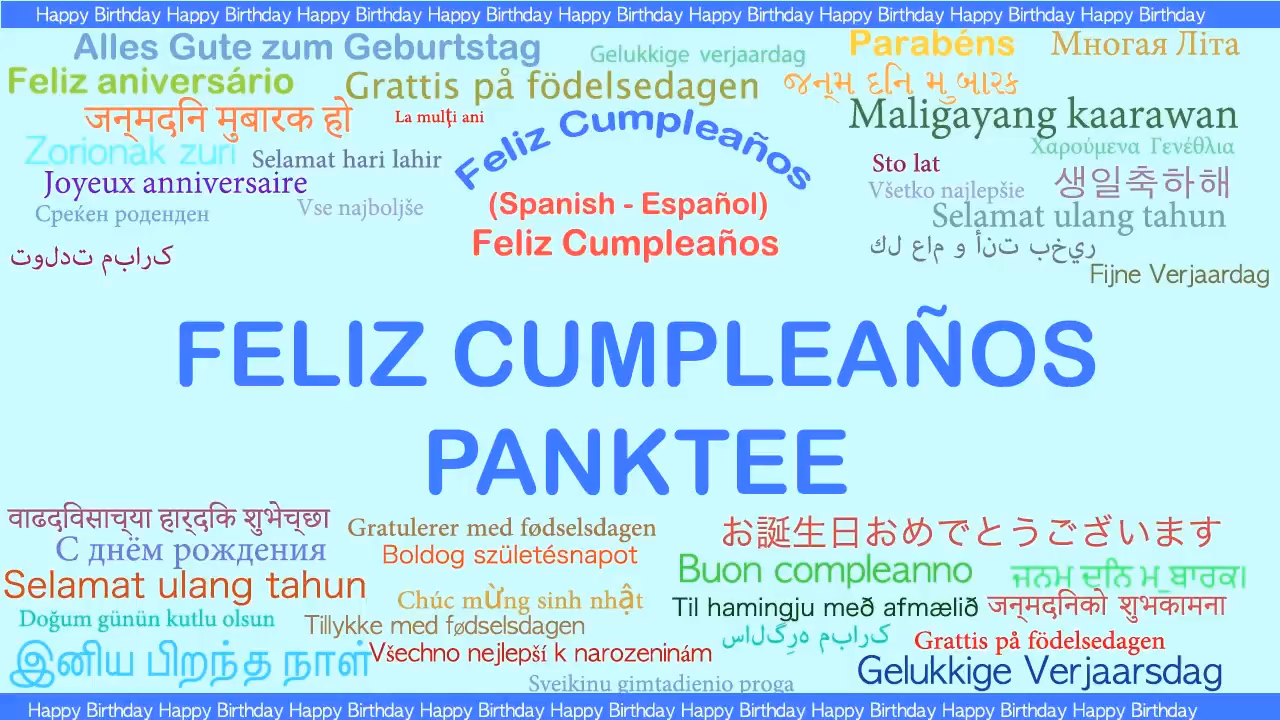 Happy Birthday Happy Birthday Happy Birthday Happy Birthday Happy Birthday Happy Birthday Happy Birthday Happy Birthday Happy Birthday
Alles Gute zum Geburtstag
Gelukkige verjaardag
Parabéns
Многая Літа
Feliz aniversário
Grattis på födelsedagen
જન્મ દિન મુબારક
जन्मदिन मुबारक हो
La mulţi ani
Feliz Cumpleaños
Maligayang kaarawan
Zorionak zuri
Selamat hari lahir
Χαρούμενα Γενέθλια
Sto lat
Joyeux anniversaire
Všetko najlepšie
생일축하해
Срекен роденден
Vse najboljše
(Spanish - Español)
Selamat ulang tahun
Feliz Cumpleaños
تولدت مبارک
كل عام و أنت بخير
Fijne Verjaardag
FELIZ CUMPLEAÑOS
PANKTEE
वाढदिवसाच्या हार्दिक शुभेच्छा
Gratulerer med fødselsdagen
お誕生日おめでとうございます
С днём рождения
Boldog születésnapot
Buon compleanno
ਜਨਮ ਦਿਨ ਮੁਬਾਰਕ।
Selamat ulang tahun
Chúc mừng sinh nhật
Til hamingju með afmælið
जन्मदिनको शुभकामना
Doğum günün kutlu olsun
Tillykke med fødselsdagen
سالگرہ مبارک
Grattis på födelsedagen
இனிய பிறந்த நாள்
Všechno nejlepší k narozeninám
Gelukkige Verjaarsdag
Sveikinu gimtadienio proga
Happy Birthday Happy Birthday Happy Birthday Happy Birthday Happy Birthday Happy Birthday Happy Birthday Happy Birthday Happy Birthday